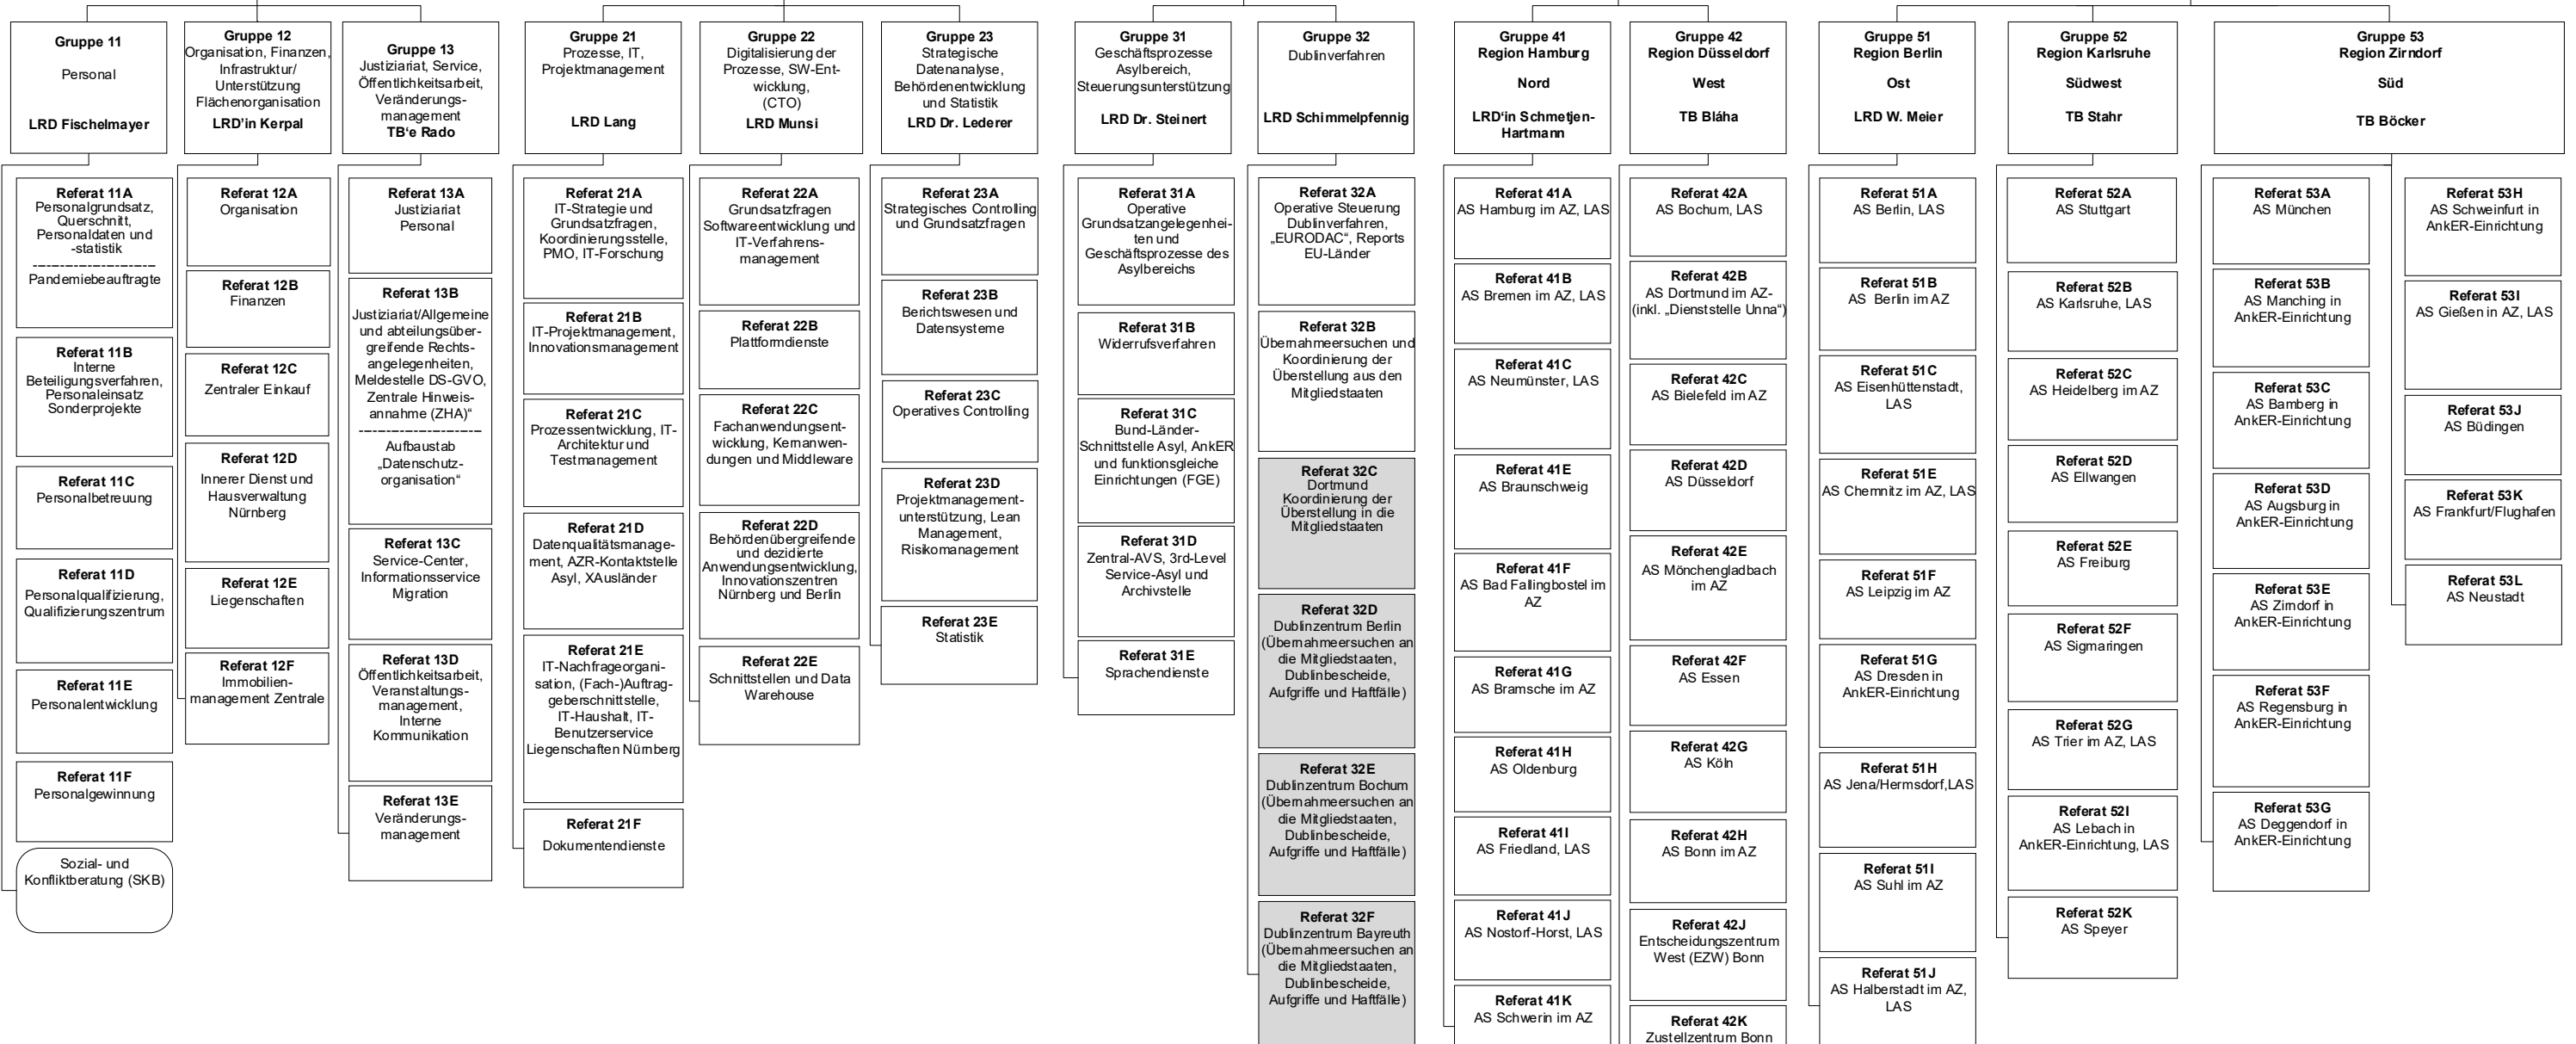 Gruppe 11
Personal
LRD Fischelmayer
Referat 11A
Personalgrundsatz,
Querschnitt,
Personaldaten und
-statistik
--------------------------
Pandemiebeauftragte
Referat 11B
Interne
Beteiligungsverfahren,
Personaleinsatz
Sonderprojekte
Referat 11C
Personalbetreuung
Referat 11D
Personalqualifizierung,
Qualifizierungszentrum
Referat 11E
Personalentwicklung
Referat 11F
Personalgewinnung
Sozial- und
Konfliktberatung (SKB)
Gruppe 12
Organisation, Finanzen,
Infrastruktur/
Unterstützung
Flächenorganisation
LRD'in Kerpal
Referat 12A
Organisation
Referat 12B
Finanzen
Referat 12C
Zentraler Einkauf
Referat 12D
Innerer Dienst und
Hausverwaltung
Nürnberg
Referat 12E
Liegenschaften
Referat 12F
Immobilien-
management Zentrale
Gruppe 13
Justiziariat, Service,
Öffentlichkeitsarbeit,
Veränderungs-
management
TB‘e Rado
Referat 13A
Justiziariat
Personal
Referat 13B
Justiziariat/Allgemeine
und abteilungsüber-
greifende Rechts-
angelegenheiten,
Meldestelle DS-GVO,
Zentrale Hinweis-
annahme (ZHA)“
--------------------------
Aufbaustab
„Datenschutz-
organisation“
Referat 13C
Service-Center,
Informationsservice
Migration
Referat 13D
Öffentlichkeitsarbeit,
Veranstaltungs-
management,
Interne
Kommunikation
Referat 13E
Veränderungs-
management
Gruppe 21
Prozesse, IT,
Projektmanagement
LRD Lang
Referat 21A
IT-Strategie und
Grundsatzfragen,
Koordinierungsstelle,
PMO, IT-Forschung
Referat 21B
IT-Projektmanagement,
Innovationsmanagement
Referat 21C
Prozessentwicklung, IT-
Architektur und
Testmanagement
Referat 21D
Datenqualitätsmanage-
ment, AZR-Kontaktstelle
Asyl, XAusländer
Referat 21E
IT-Nachfrageorgani-
sation, (Fach-)Auftrag-
geberschnittstelle,
IT-Haushalt, IT-
Benutzerservice
Liegenschaften Nürnberg
Referat 21F
Dokumentendienste
Gruppe 22
Digitalisierung der
Prozesse, SW-Ent-
wicklung,
(CTO)
LRD Munsi
Referat 22A
Grundsatzfragen
Softwareentwicklung und
IT-Verfahrens-
management
Referat 22B
Plattformdienste
Referat 22C
Fachanwendungsent-
wicklung, Kernanwen-
dungen und Middleware
Referat 22D
Behördenübergreifende
und dezidierte
Anwendungsentwicklung,
Innovationszentren
Nürnberg und Berlin
Referat 22E
Schnittstellen und Data
Warehouse
Gruppe 23
Strategische
Datenanalyse,
Behördenentwicklung
und Statistik
LRD Dr. Lederer
Referat 23A
Strategisches Controlling
und Grundsatzfragen
Referat 23B
Berichtswesen und
Datensysteme
Referat 23C
Operatives Controlling
Referat 23D
Projektmanagement-
unterstützung, Lean
Management,
Risikomanagement
Referat 23E
Statistik
Gruppe 31
Geschäftsprozesse
Asylbereich,
Steuerungsunterstützung
LRD Dr. Steinert
Referat 31A
Operative
Grundsatzangelegenhei-
ten und
Geschäftsprozesse des
Asylbereichs
Referat 31B
Widerrufsverfahren
Referat 31C
Bund-Länder-
Schnittstelle Asyl, AnkER
und funktionsgleiche
Einrichtungen (FGE)
Referat 31D
Zentral-AVS, 3rd-Level
Service-Asyl und
Archivstelle
Referat 31E
Sprachendienste
Gruppe 32
Dublinverfahren
LRD Schimmelpfennig
Referat 32A
Operative Steuerung
Dublinverfahren,
„EURODAC“, Reports
EU-Länder
Referat 32B
Übernahmeersuchen und
Koordinierung der
Überstellung aus den
Mitgliedstaaten
Referat 32C
Dortmund
Koordinierung der
Überstellung in die
Mitgliedstaaten
Referat 32D
Dublinzentrum Berlin
(Übernahmeersuchen an
die Mitgliedstaaten,
Dublinbescheide,
Aufgriffe und Haftfälle)
Referat 32E
Dublinzentrum Bochum
(Übernahmeersuchen an
die Mitgliedstaaten,
Dublinbescheide,
Aufgriffe und Haftfälle)
Referat 32F
Dublinzentrum Bayreuth
(Übernahmeersuchen an
die Mitgliedstaaten,
Dublinbescheide,
Aufgriffe und Haftfälle)
Gruppe 41
Region Hamburg
Nord
LRD‘in Schmetjen-
Hartmann
Referat 41A
AS Hamburg im AZ, LAS
Referat 41B
AS Bremen im AZ, LAS
Referat 41C
AS Neumünster, LAS
Referat 41E
AS Braunschweig
Referat 41F
AS Bad Fallingbostel im
AZ
Referat 41G
AS Bramsche im AZ
Referat 41H
AS Oldenburg
Referat 41I
AS Friedland, LAS
Referat 41J
AS Nostorf-Horst, LAS
Referat 41K
AS Schwerin im AZ
Gruppe 42
Region Düsseldorf
West
TB Bláha
Referat 42A
AS Bochum, LAS
Referat 42B
AS Dortmund im AZ-
(inkl. „Dienststelle Unna“)
Referat 42C
AS Bielefeld im AZ
Referat 42D
AS Düsseldorf
Referat 42E
AS Mönchengladbach
im AZ
Referat 42F
AS Essen
Referat 42G
AS Köln
Referat 42H
AS Bonn im AZ
Referat 42J
Entscheidungszentrum
West (EZW) Bonn
Referat 42K
Zustellzentrum Bonn
Gruppe 51
Region Berlin
Ost
LRD W. Meier
Referat 51A
AS Berlin, LAS
Referat 51B
AS Berlin im AZ
Referat 51C
AS Eisenhüttenstadt,
LAS
Referat 51E
AS Chemnitz im AZ, LAS
Referat 51F
AS Leipzig im AZ
Referat 51G
AS Dresden in
AnkER-Einrichtung
Referat 51H
AS Jena/Hermsdorf,LAS
Referat 51I
AS Suhl im AZ
Referat 51J
AS Halberstadt im AZ,
LAS
Gruppe 52
Region Karlsruhe
Südwest
TB Stahr
Referat 52A
AS Stuttgart
Referat 52B
AS Karlsruhe, LAS
Referat 52C
AS Heidelberg im AZ
Referat 52D
AS Ellwangen
Referat 52E
AS Freiburg
Referat 52F
AS Sigmaringen
Referat 52G
AS Trier im AZ, LAS
Referat 52I
AS Lebach in
AnkER-Einrichtung, LAS
Referat 52K
AS Speyer
Gruppe 53
Region Zirndorf
Süd
TB Böcker
Referat 53A
AS München
Referat 53B
AS Manching in
AnkER-Einrichtung
Referat 53C
AS Bamberg in
AnkER-Einrichtung
Referat 53D
AS Augsburg in
AnkER-Einrichtung
Referat 53E
AS Zirndorf in
AnkER-Einrichtung
Referat 53F
AS Regensburg in
AnkER-Einrichtung
Referat 53G
AS Deggendorf in
AnkER-Einrichtung
Referat 53H
AS Schweinfurt in
AnkER-Einrichtung
Referat 53I
AS Gießen in AZ, LAS
Referat 53J
AS Büdingen
Referat 53K
AS Frankfurt/Flughafen
Referat 53L
AS Neustadt